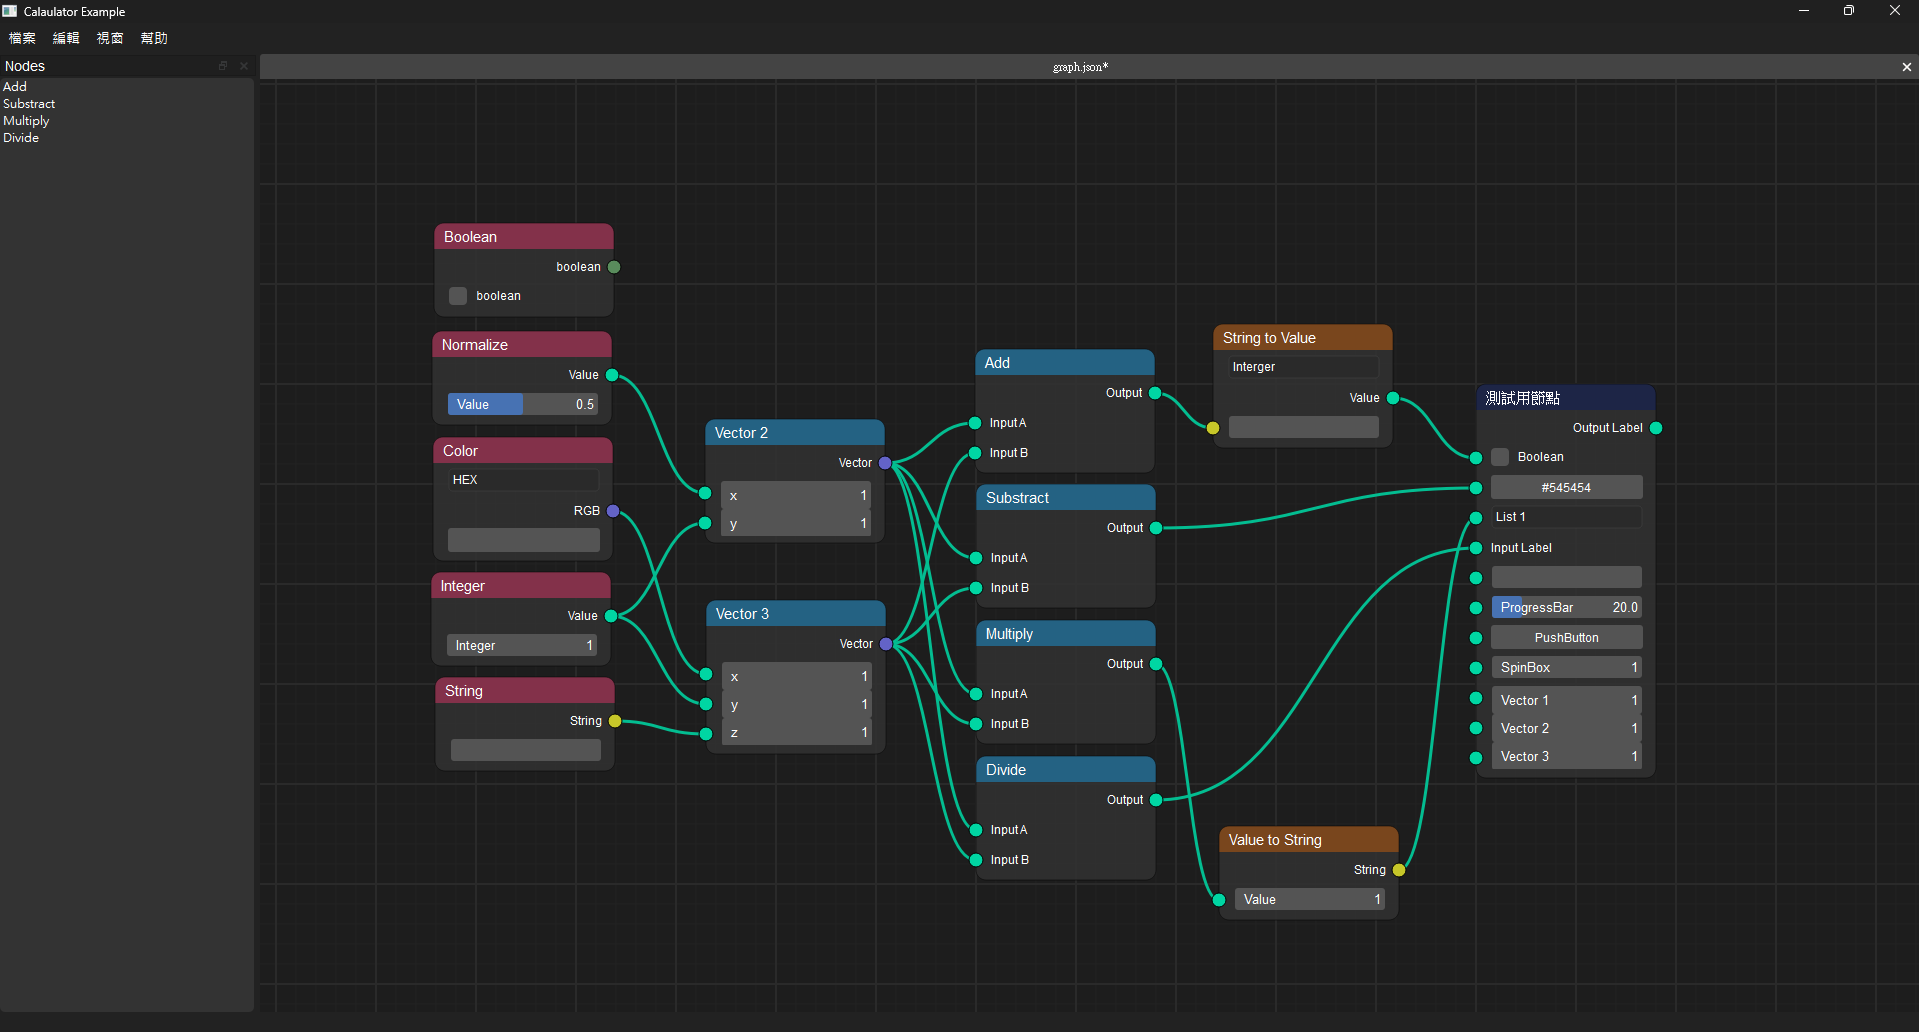 Calaulator Example
檔案 編輯 視窗 幫助
Nodes
Add
Substract
Multiply
Divide
graph.json*
Boolean
boolean
boolean
Normalize
Value
Value 0.5
Color
HEX
RGB
Integer
Value
Integer 1
String
String
Vector 2
Vector
x 1
y 1
Vector 3
Vector
x 1
y 1
z 1
Add
Output
Input A
Input B
Substract
Output
Input A
Input B
Multiply
Output
Input A
Input B
Divide
Output
Input A
Input B
String to Value
Interger
Value
Value to String
String
Value 1
測試用節點
Output Label
Boolean
#545454
List 1
Input Label
ProgressBar 20.0
PushButton
SpinBox 1
Vector 1 1
Vector 2 1
Vector 3 1